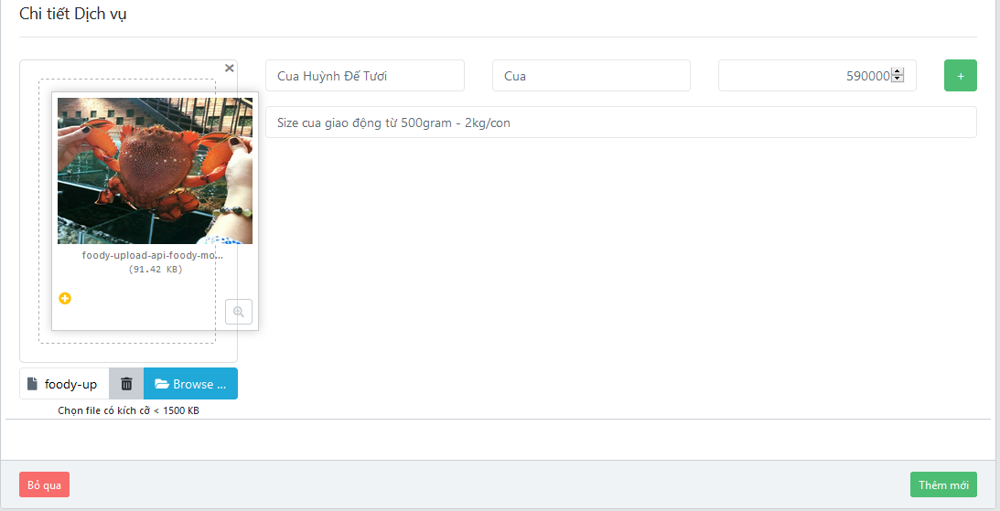 Chi tiết Dịch vụ
×
Cua Huỳnh Đế Tươi
Cua
590000
+
Size cua giao động từ 500gram - 2kg/con
foody-upload-api-foody-mo...
(91.42 KB)
foody-up
Browse ...
Chọn file có kích cỡ < 1500 KB
Bỏ qua
Thêm mới